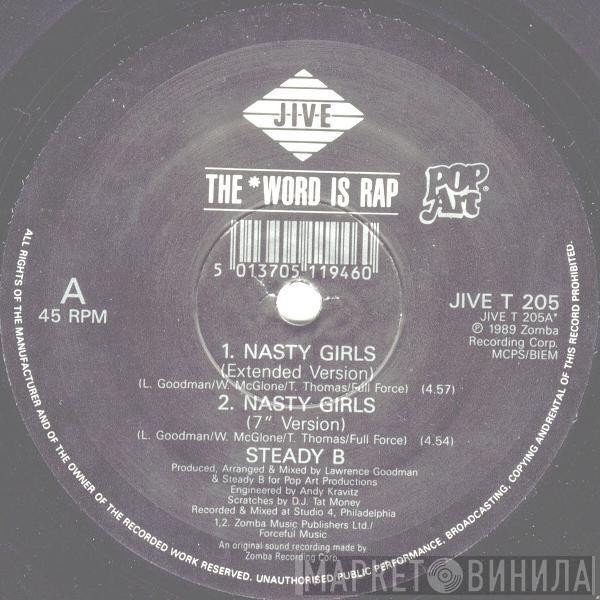 J·I·V·E
THE *WORD IS RAP
POP
Art®
5 013705 119460
A
45 RPM
JIVE T 205
JIVE T 205A*
℗ 1989 Zomba
Recording Corp.
MCPS/BIEM
1. NASTY GIRLS
(Extended Version)
(L. Goodman/W. McGlone/T. Thomas/Full Force) (4.57)
2. NASTY GIRLS
(7" Version)
(L. Goodman/W. McGlone/T. Thomas/Full Force) (4.54)
STEADY B
Produced, Arranged & Mixed by Lawrence Goodman
& Steady B for Pop Art Productions
Engineered by Andy Kravitz
Scratches by D.J. Tat Money
Recorded & Mixed at Studio 4, Philadelphia
1,2. Zomba Music Publishers Ltd./
Forceful Music
An original sound recording made by
Zomba Recording Corp.
ALL RIGHTS OF THE MANUFACTURER AND OF THE OWNER OF THE RECORDED WORK RESERVED. UNAUTHORISED PUBLIC PERFORMANCE, BROADCASTING, COPYING AND RENTAL OF THIS RECORD PROHIBITED.
МАРКЕТ ВИНИЛА